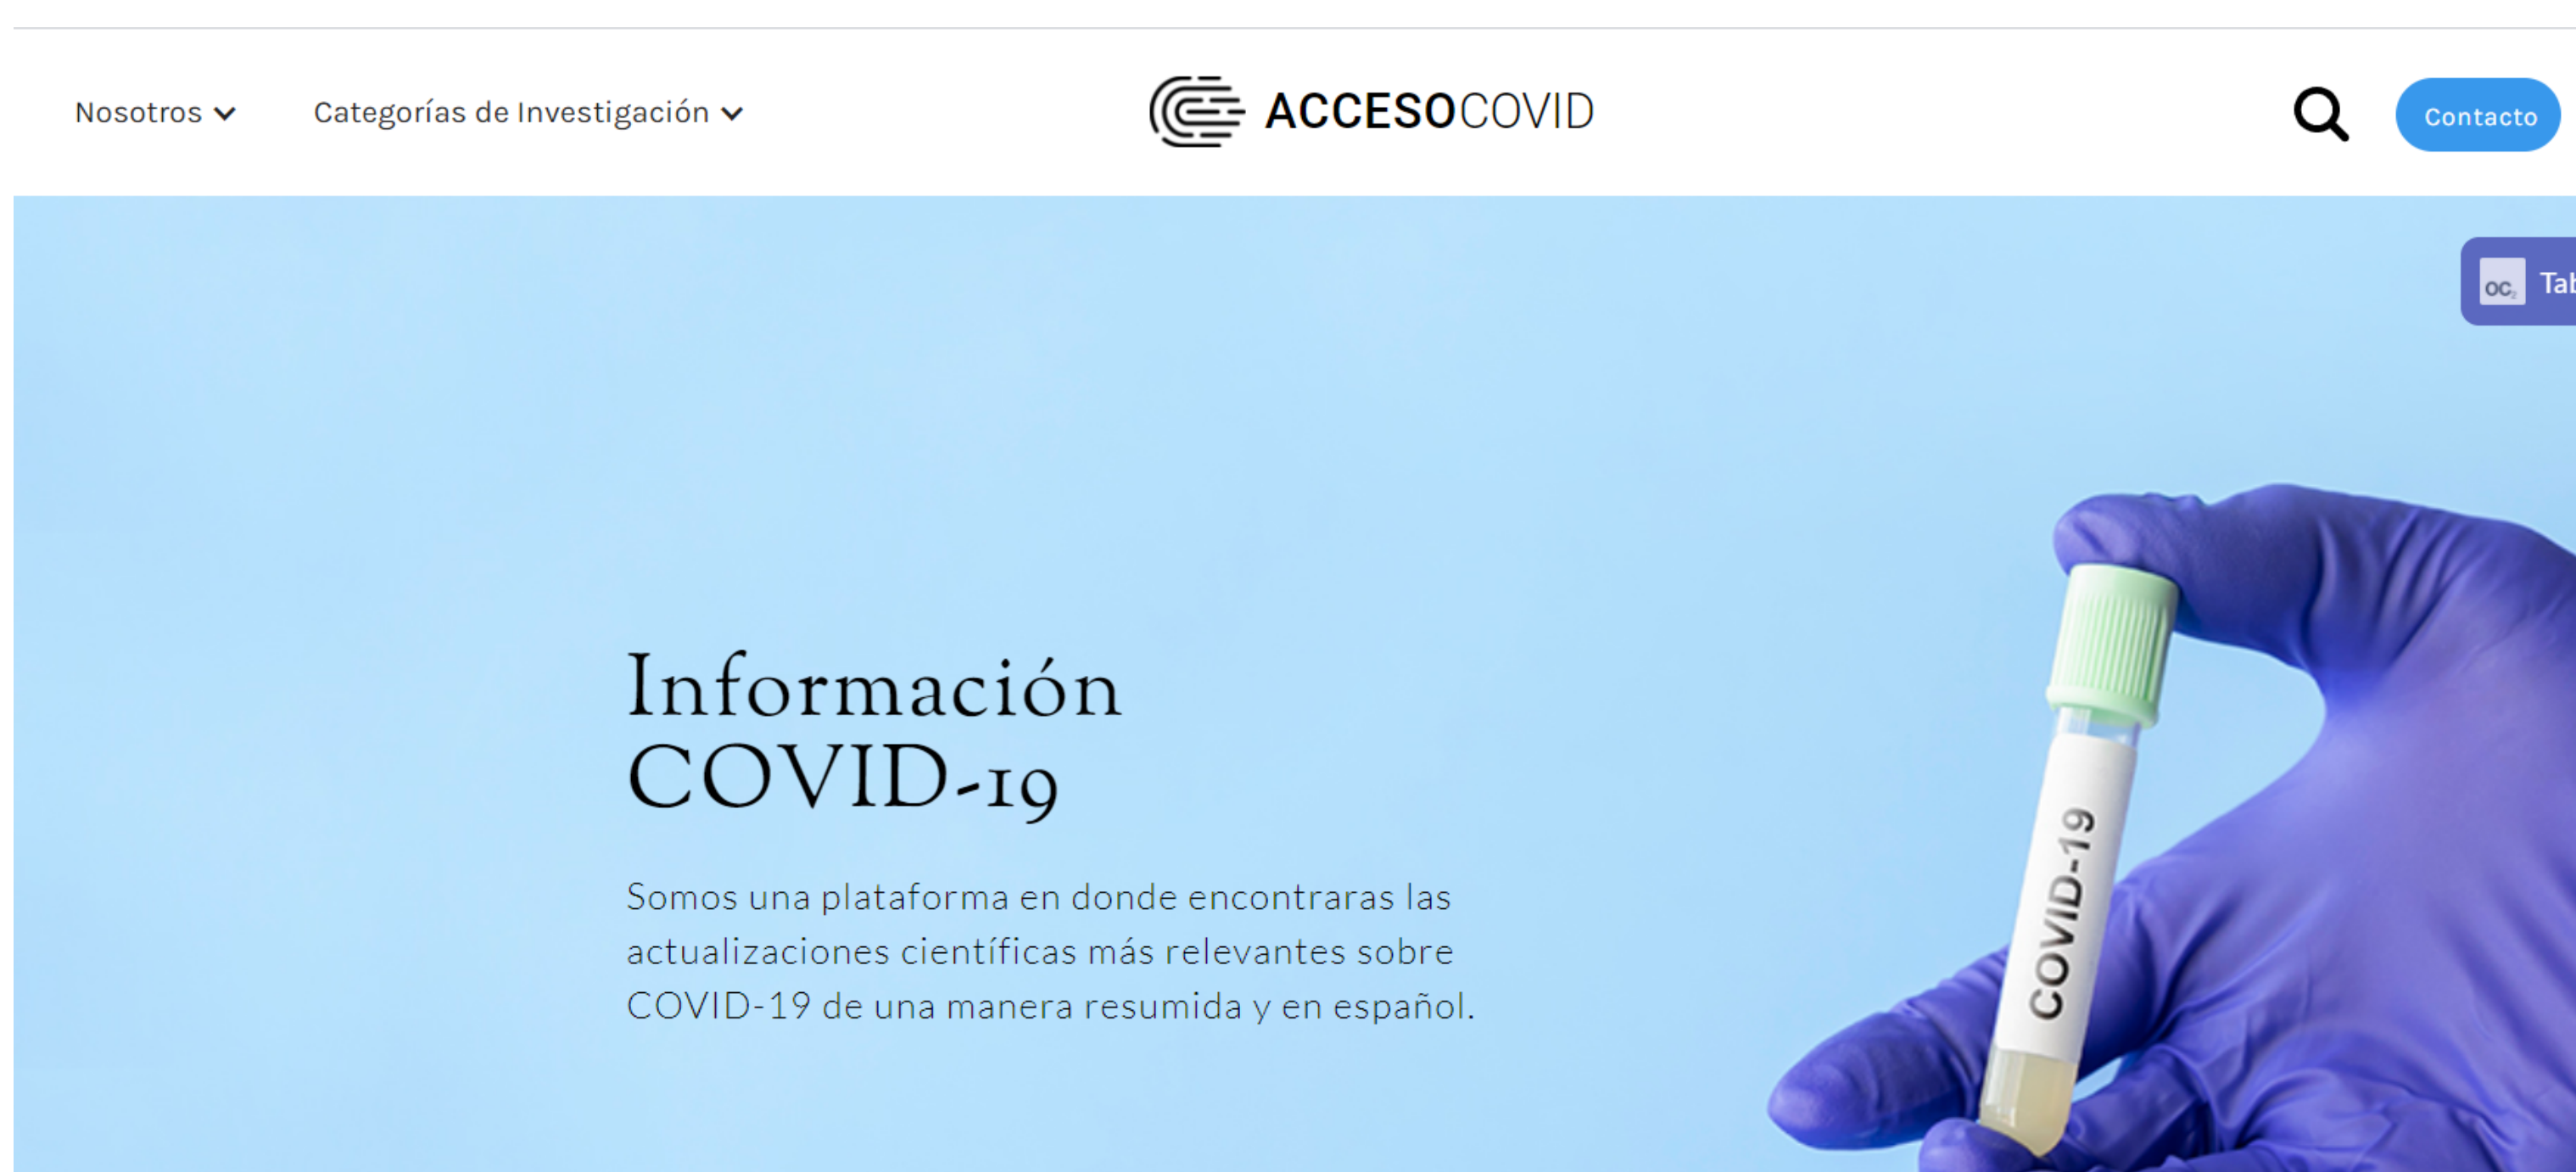 Nosotros
Categorías de Investigación
ACCESOCOVID
Contacto
OC₂
Información
COVID-19
Somos una plataforma en donde encontraras las
actualizaciones científicas más relevantes sobre
COVID-19 de una manera resumida y en español.
COVID-19